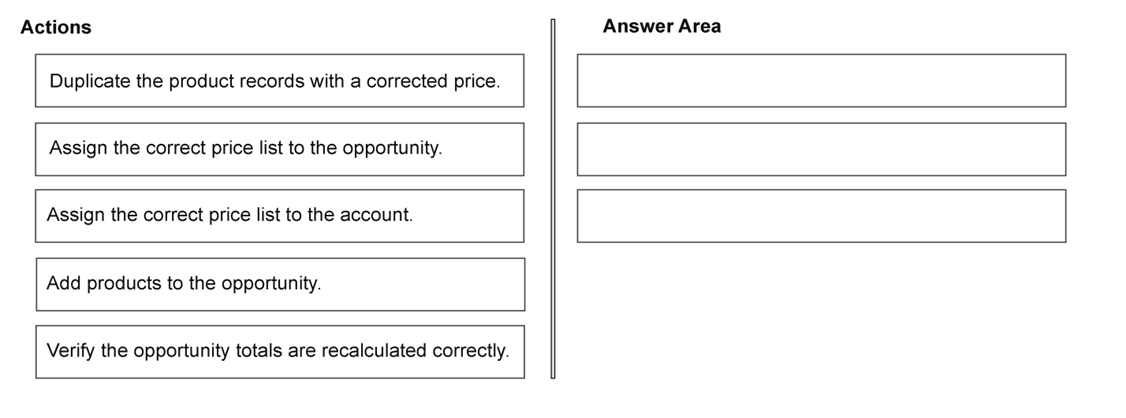 Actions
Answer Area
Duplicate the product records with a corrected price.
Assign the correct price list to the opportunity.
Assign the correct price list to the account.
Add products to the opportunity.
Verify the opportunity totals are recalculated correctly.